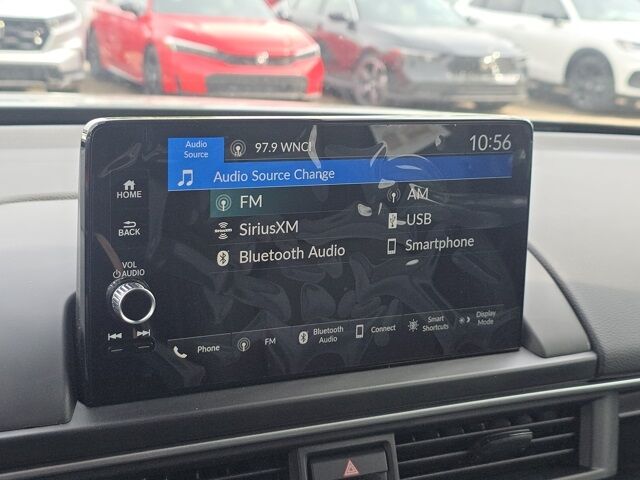 Audio
Source
97.9 WNCI
10:56
Audio Source Change
HOME
FM
AM
BACK
SiriusXM
USB
Bluetooth Audio
Smartphone
VOL
AUDIO
Phone
FM
Bluetooth
Audio
Connect
Smart
Shortcuts
Display
Mode